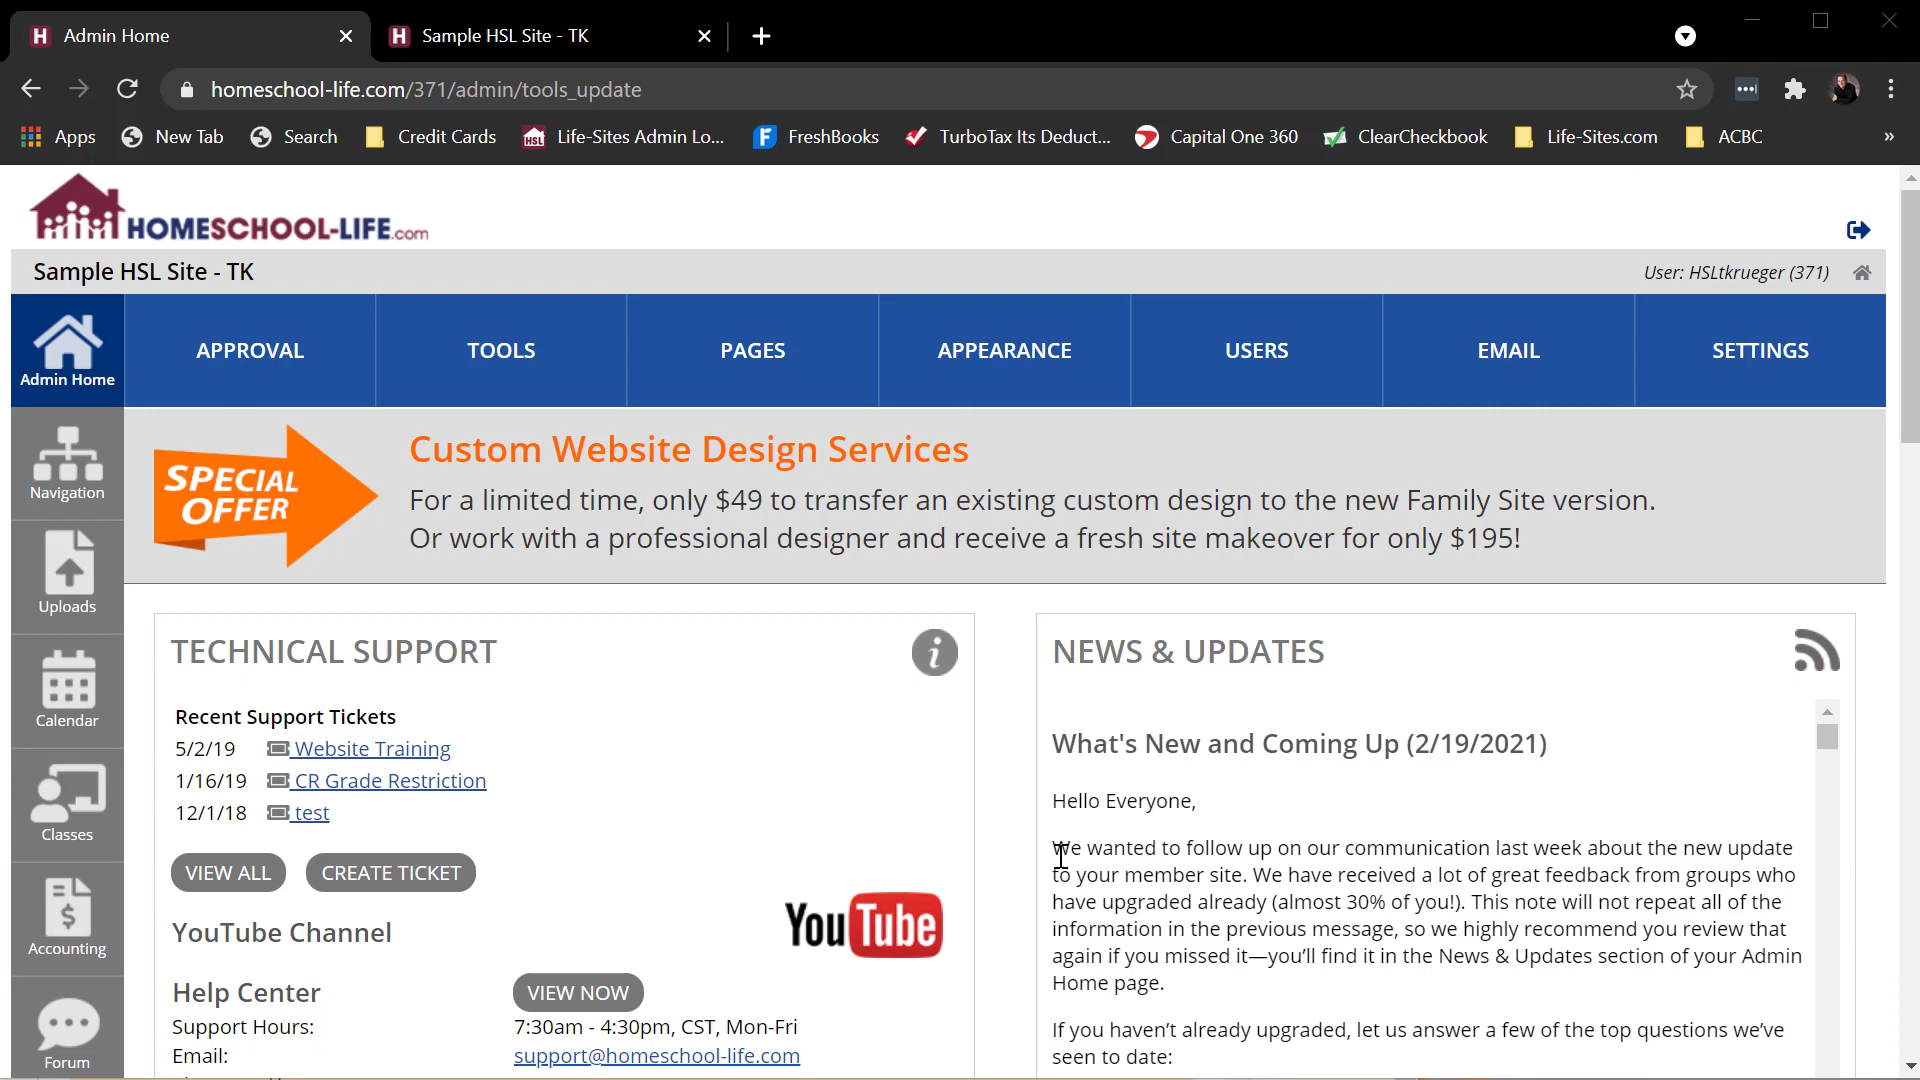 Admin Home
Sample HSL Site - TK
homeschool-life.com/371/admin/tools_update
Apps
New Tab
Search
Credit Cards
Life-Sites Admin Lo...
FreshBooks
TurboTax Its Deduct...
Capital One 360
ClearCheckbook
Life-Sites.com
ACBC
»
HSL
HOMESCHOOL-LIFE.com
Sample HSL Site - TK
User: HSLtkrueger (371)
Admin Home
APPROVAL
TOOLS
PAGES
APPEARANCE
USERS
EMAIL
SETTINGS
Navigation
Uploads
Calendar
Classes
Accounting
Forum
SPECIAL
OFFER
Custom Website Design Services
For a limited time, only $49 to transfer an existing custom design to the new Family Site version.
Or work with a professional designer and receive a fresh site makeover for only $195!
TECHNICAL SUPPORT
Recent Support Tickets
5/2/19 Website Training
1/16/19 CR Grade Restriction
12/1/18 test
VIEW ALL
CREATE TICKET
YouTube Channel
YouTube
Help Center
VIEW NOW
Support Hours: 7:30am - 4:30pm, CST, Mon-Fri
Email: support@homeschool-life.com
NEWS & UPDATES
What's New and Coming Up (2/19/2021)
Hello Everyone,
We wanted to follow up on our communication last week about the new update
to your member site. We have received a lot of great feedback from groups who
have upgraded already (almost 30% of you!). This note will not repeat all of the
information in the previous message, so we highly recommend you review that
again if you missed it—you'll find it in the News & Updates section of your Admin
Home page.
If you haven't already upgraded, let us answer a few of the top questions we've
seen to date: